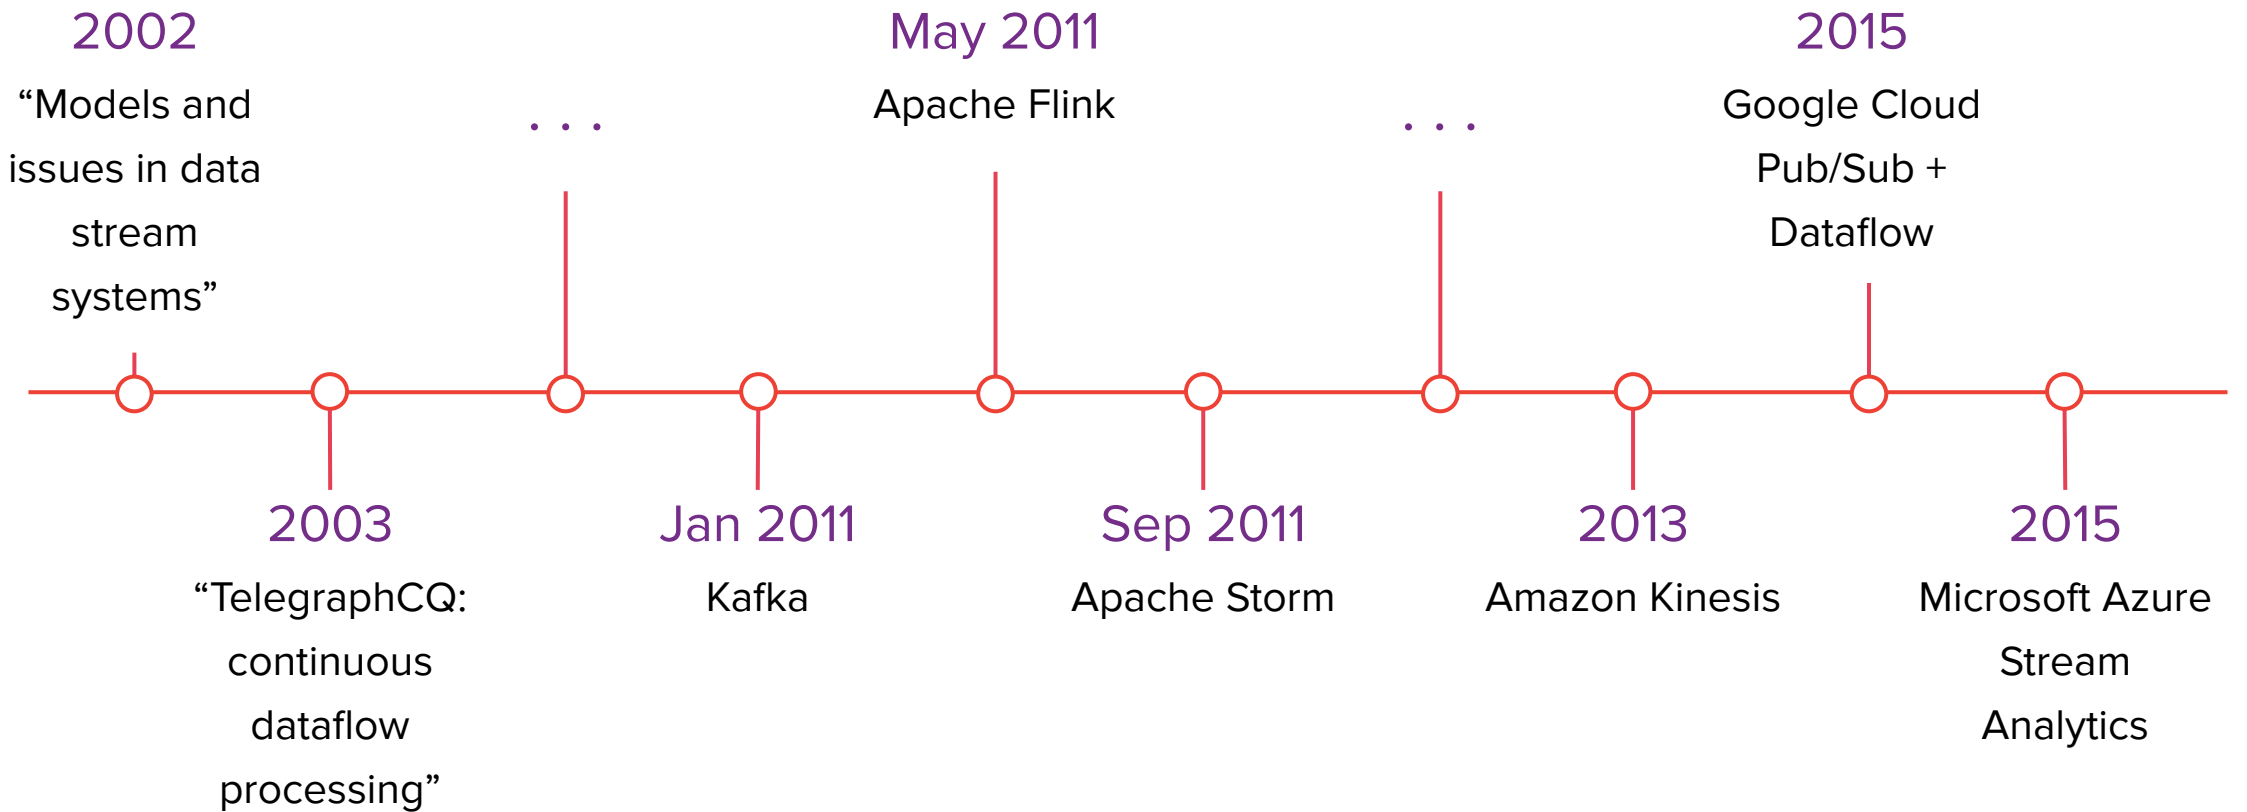 2002
“Models and
issues in data
stream
systems”
2003
“TelegraphCQ:
continuous
dataflow
processing”
. . .
Jan 2011
Kafka
May 2011
Apache Flink
Sep 2011
Apache Storm
. . .
2013
Amazon Kinesis
2015
Google Cloud
Pub/Sub +
Dataflow
2015
Microsoft Azure
Stream
Analytics